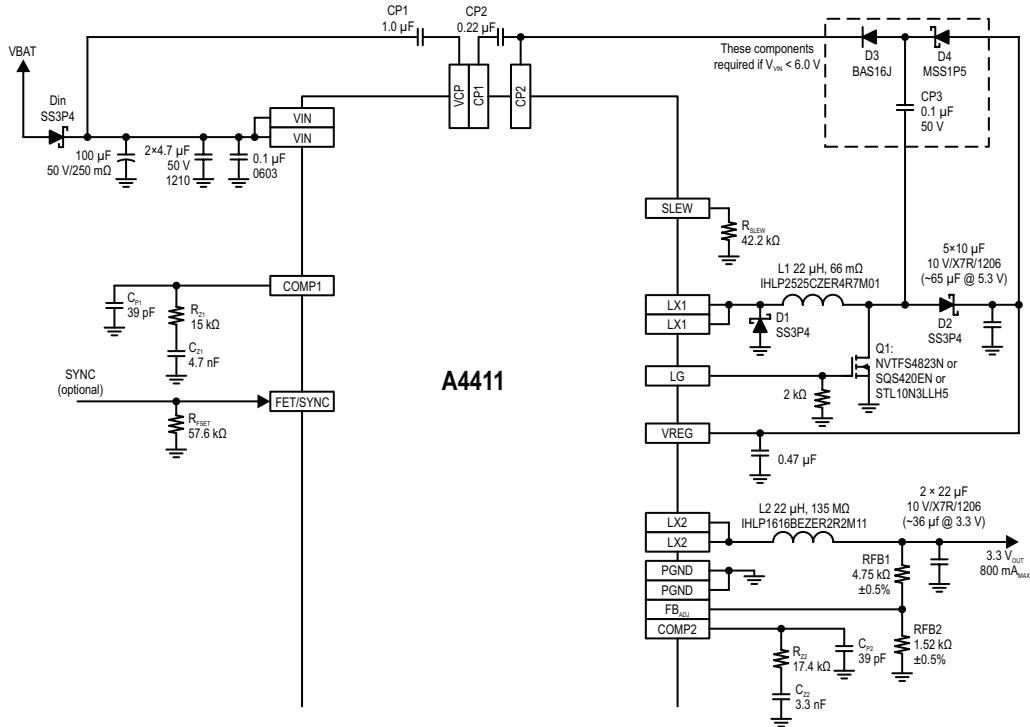 CP1
1.0 µF
CP2
0.22 µF
VBAT
These components
required if V_VIN < 6.0 V
D3
BAS16J
D4
MSS1P5
CP3
0.1 µF
50 V
Din
SS3P4
VCP
CP1
CP2
VIN
VIN
100 µF
50 V/250 mΩ
2×4.7 µF
50 V
1210
0.1 µF
0603
SLEW
R_SLEW
42.2 kΩ
5×10 µF
10 V/X7R/1206
(~65 µF @ 5.3 V)
L1 22 µH, 66 mΩ
IHLP2525CZER4R7M01
COMP1
C_P1
39 pF
R_Z1
15 kΩ
C_Z1
4.7 nF
LX1
LX1
D1
SS3P4
D2
SS3P4
Q1:
NVTFS4823N or
SQS420EN or
STL10N3LLH5
A4411
SYNC
(optional)
FET/SYNC
R_FSET
57.6 kΩ
LG
2 kΩ
VREG
0.47 µF
2 × 22 µF
10 V/X7R/1206
(~36 µf @ 3.3 V)
L2 22 µH, 135 MΩ
IHLP1616BEZER2R2M11
LX2
LX2
3.3 V_OUT
800 mA_MAX
RFB1
4.75 kΩ
±0.5%
PGND
PGND
FB_ADJ
COMP2
RFB2
1.52 kΩ
±0.5%
R_Z2
17.4 kΩ
C_P2
39 pF
C_Z2
3.3 nF